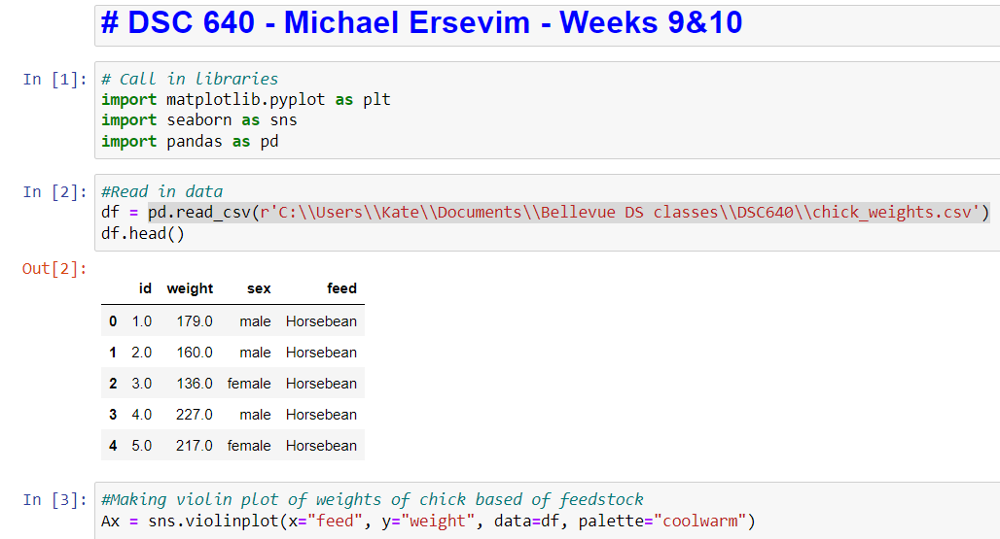 # DSC 640 - Michael Ersevim - Weeks 9&10
In [1]: # Call in libraries
import matplotlib.pyplot as plt
import seaborn as sns
import pandas as pd
In [2]: #Read in data
df = pd.read_csv(r'C:\\Users\\Kate\\Documents\\Bellevue DS classes\\DSC640\\chick_weights.csv')
df.head()
Out[2]:
id weight sex feed
0 1.0 179.0 male Horsebean
1 2.0 160.0 male Horsebean
2 3.0 136.0 female Horsebean
3 4.0 227.0 male Horsebean
4 5.0 217.0 female Horsebean
In [3]: #Making violin plot of weights of chick based of feedstock
Ax = sns.violinplot(x="feed", y="weight", data=df, palette="coolwarm")